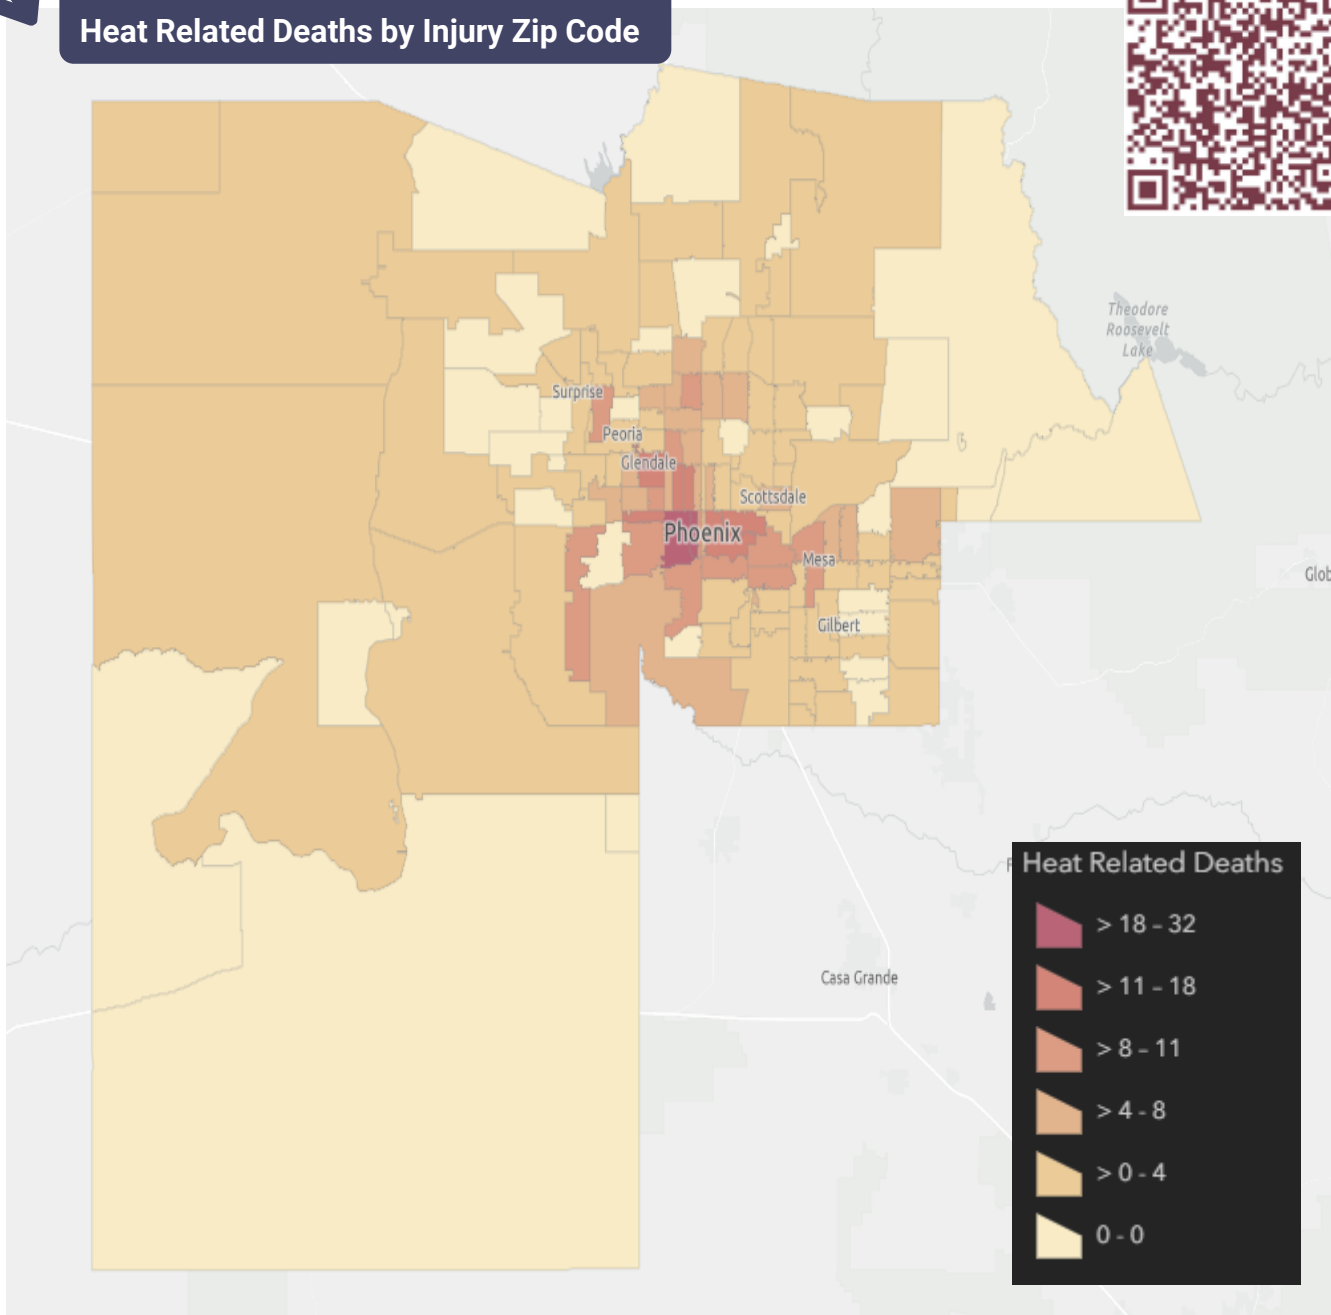 Heat Related Deaths by Injury Zip Code
Theodore
Roosevelt
Lake
Surprise
Peoria
Glendale
Scottsdale
Phoenix
Mesa
Glob
Gilbert
Casa Grande
Heat Related Deaths
> 18 - 32
> 11 - 18
> 8 - 11
> 4 - 8
> 0 - 4
0 - 0